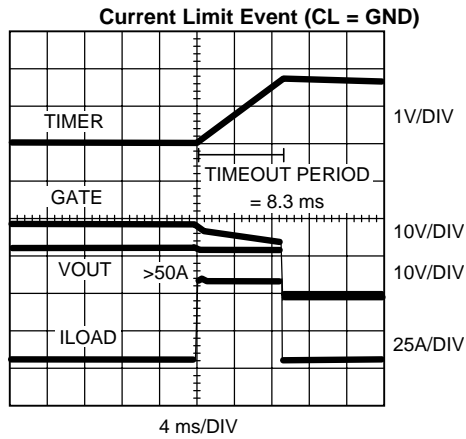 Current Limit Event (CL = GND)
TIMER
1V/DIV
TIMEOUT PERIOD
= 8.3 ms
GATE
10V/DIV
VOUT
>50A
10V/DIV
ILOAD
25A/DIV
4 ms/DIV